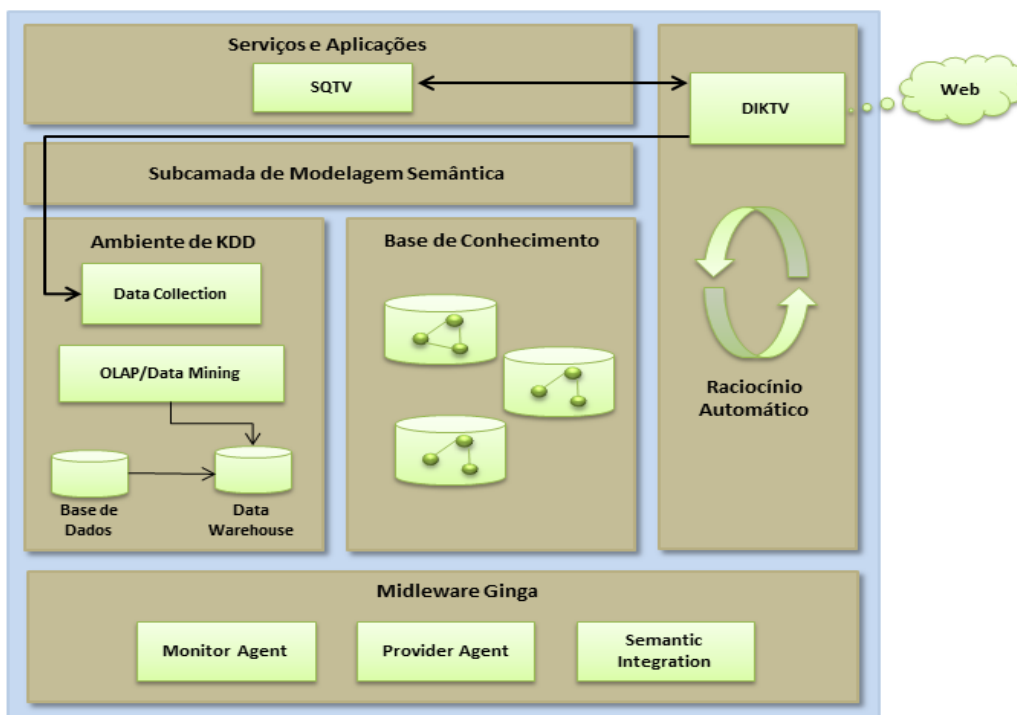 Serviços e Aplicações
SQTV
DIKTV
Web
Subcamada de Modelagem Semântica
Ambiente de KDD
Data Collection
OLAP/Data Mining
Base de
Dados
Data
Warehouse
Base de Conhecimento
Raciocínio
Automático
Midleware Ginga
Monitor Agent
Provider Agent
Semantic
Integration